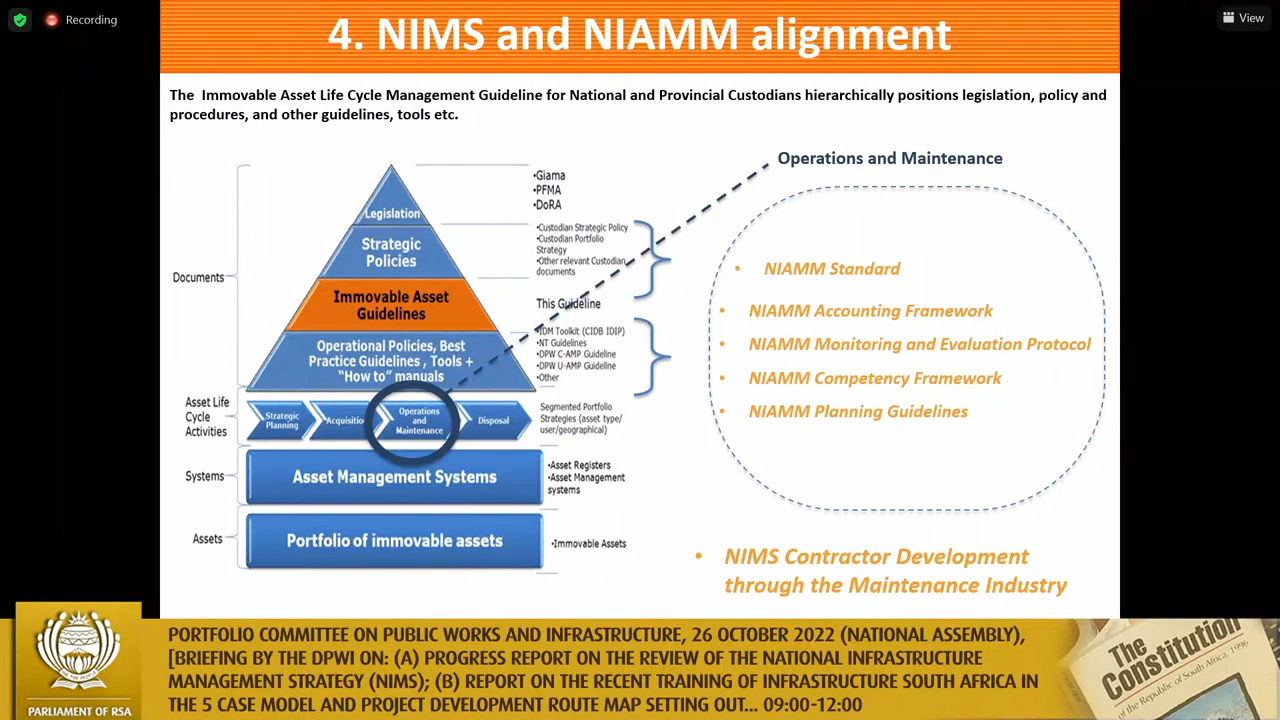 Recording
View
4. NIMS and NIAMM alignment
The Immovable Asset Life Cycle Management Guideline for National and Provincial Custodians hierarchically positions legislation, policy and
procedures, and other guidelines, tools etc.
Operations and Maintenance
Documents
Legislation
Strategic
Policies
Immovable Asset
Guidelines
Operational Policies, Best
Practice Guidelines , Tools +
“How to” manuals
•Giama
•PFMA
•DoRA
•Custodian Strategic Policy
•Custodian Portfolio
Strategy
•Other relevant Custodian
documents
This Guideline
•IDM Toolkit (CIDB IDIP)
•NT Guidelines
•DPW C-AMP Guideline
•DPW U-AMP Guideline
•Other
Asset Life
Cycle
Activities
Strategic
Planning
Acquisition
Operations
and
Maintenance
Disposal
Segmented Portfolio
Strategies (asset type/
user/geographical)
Systems
Asset Management Systems
•Asset Registers
•Asset Management
systems
Assets
Portfolio of immovable assets
•Immovable Assets
• NIAMM Standard
• NIAMM Accounting Framework
• NIAMM Monitoring and Evaluation Protocol
• NIAMM Competency Framework
• NIAMM Planning Guidelines
• NIMS Contractor Development
through the Maintenance Industry
PARLIAMENT OF RSA
PORTFOLIO COMMITTEE ON PUBLIC WORKS AND INFRASTRUCTURE, 26 OCTOBER 2022 (NATIONAL ASSEMBLY),
[BRIEFING BY THE DPWI ON: (A) PROGRESS REPORT ON THE REVIEW OF THE NATIONAL INFRASTRUCTURE
MANAGEMENT STRATEGY (NIMS); (B) REPORT ON THE RECENT TRAINING OF INFRASTRUCTURE SOUTH AFRICA IN
THE 5 CASE MODEL AND PROJECT DEVELOPMENT ROUTE MAP SETTING OUT... 09:00-12:00
The
Constitution
of the Republic of South Africa, 1996